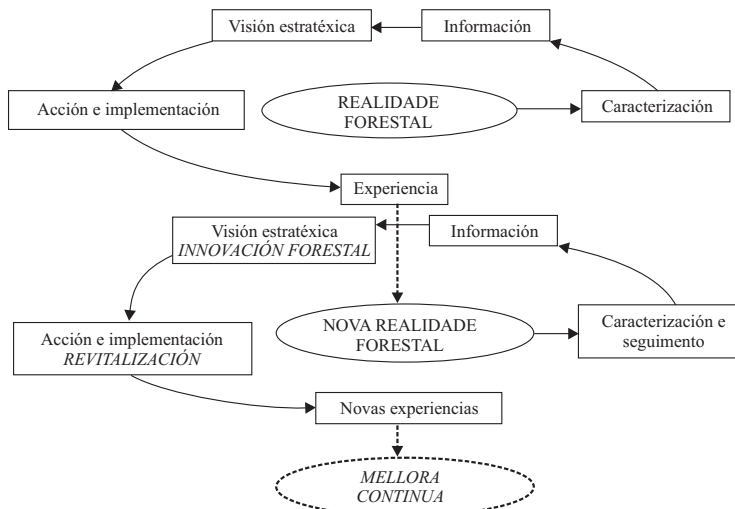 Visión estratéxica
Información
Acción e implementación
REALIDADE
FORESTAL
Caracterización
Experiencia
Visión estratéxica
INNOVACIÓN FORESTAL
Información
Acción e implementación
REVITALIZACIÓN
NOVA REALIDADE
FORESTAL
Caracterización e
seguimento
Novas experiencias
MELLORA
CONTINUA